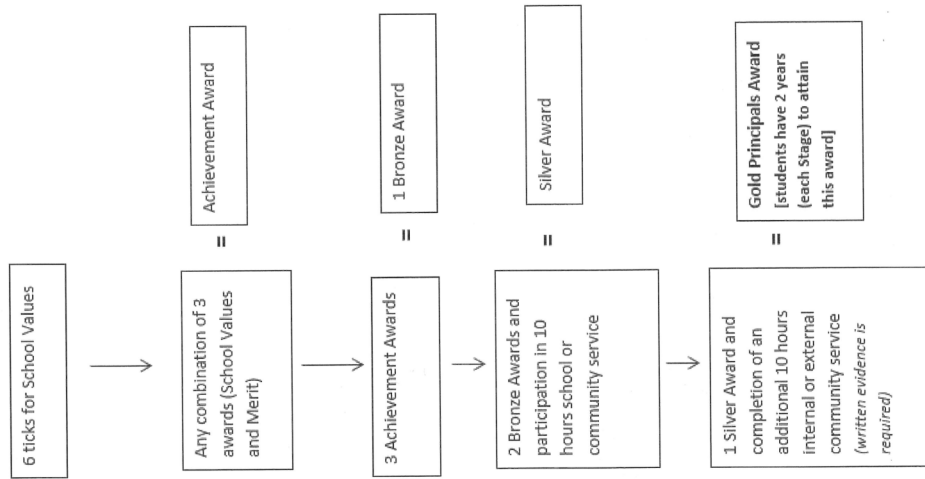 6 ticks for School Values
Any combination of 3
awards (School Values
and Merit)
=
Achievement Award
3 Achievement Awards
=
1 Bronze Award
2 Bronze Awards and
participation in 10
hours school or
community service
=
Silver Award
1 Silver Award and
completion of an
additional 10 hours
internal or external
community service
(written evidence is
required)
=
Gold Principals Award
[students have 2 years
(each Stage) to attain
this award]